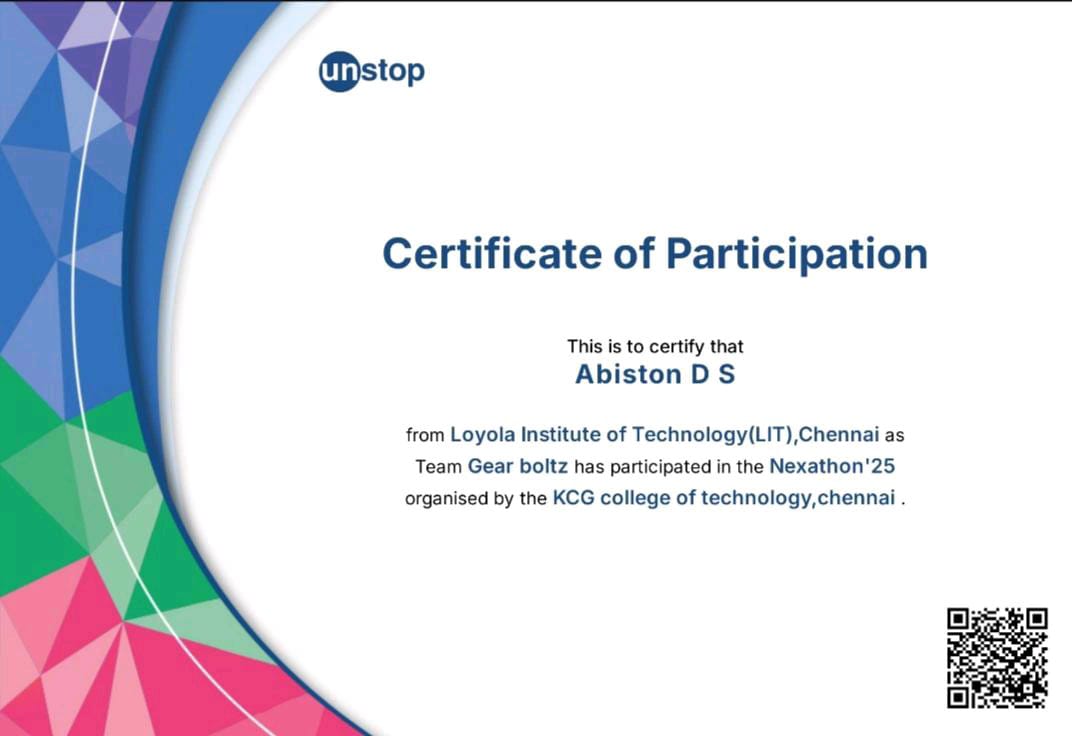 unstop
Certificate of Participation
This is to certify that
Abiston D S
from Loyola Institute of Technology(LIT),Chennai as
Team Gear boltz has participated in the Nexathon'25
organised by the KCG college of technology,chennai .